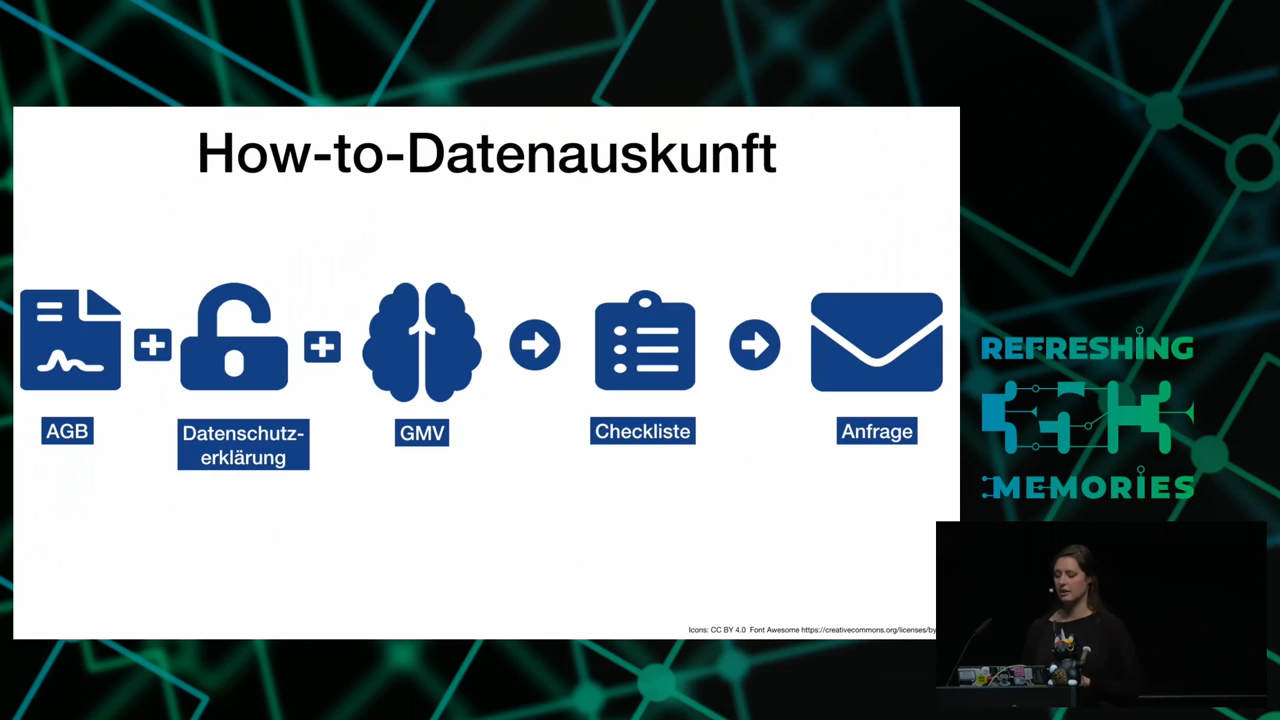 How-to-Datenauskunft
AGB
Datenschutz-
erklärung
GMV
Checkliste
Anfrage
Icons: CC BY 4.0 Font Awesome https://creativecommons.org/licenses/by
REFRESHING
MEMORIES